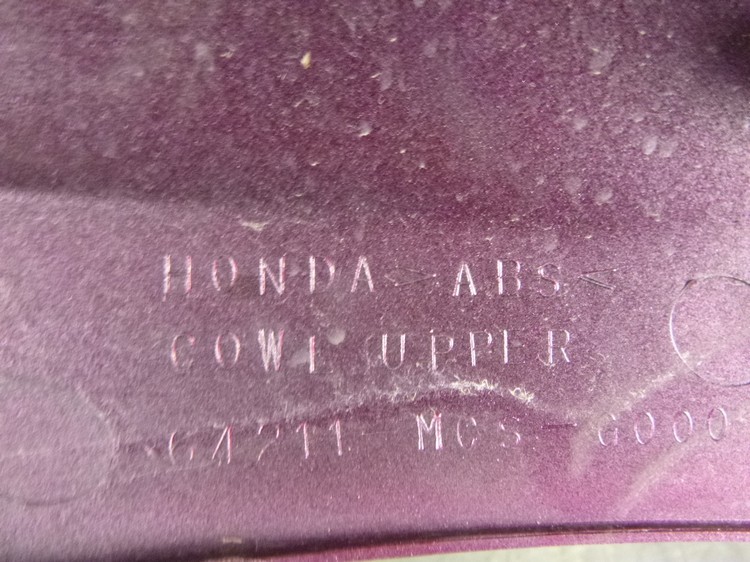 HONDA >ABS<
COWL UPPER
64211-MCS-G000